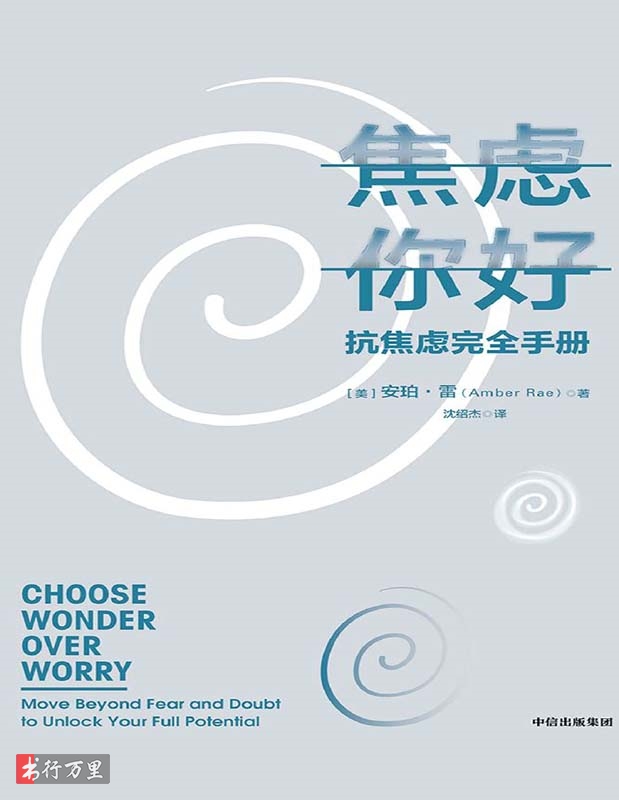 焦虑
你好
抗焦虑完全手册
[美]安珀·雷(Amber Rae)◎著
沈绍杰◎译
CHOOSE
WONDER
OVER
WORRY
Move Beyond Fear and Doubt
to Unlock Your Full Potential
中信出版集团
书行万里